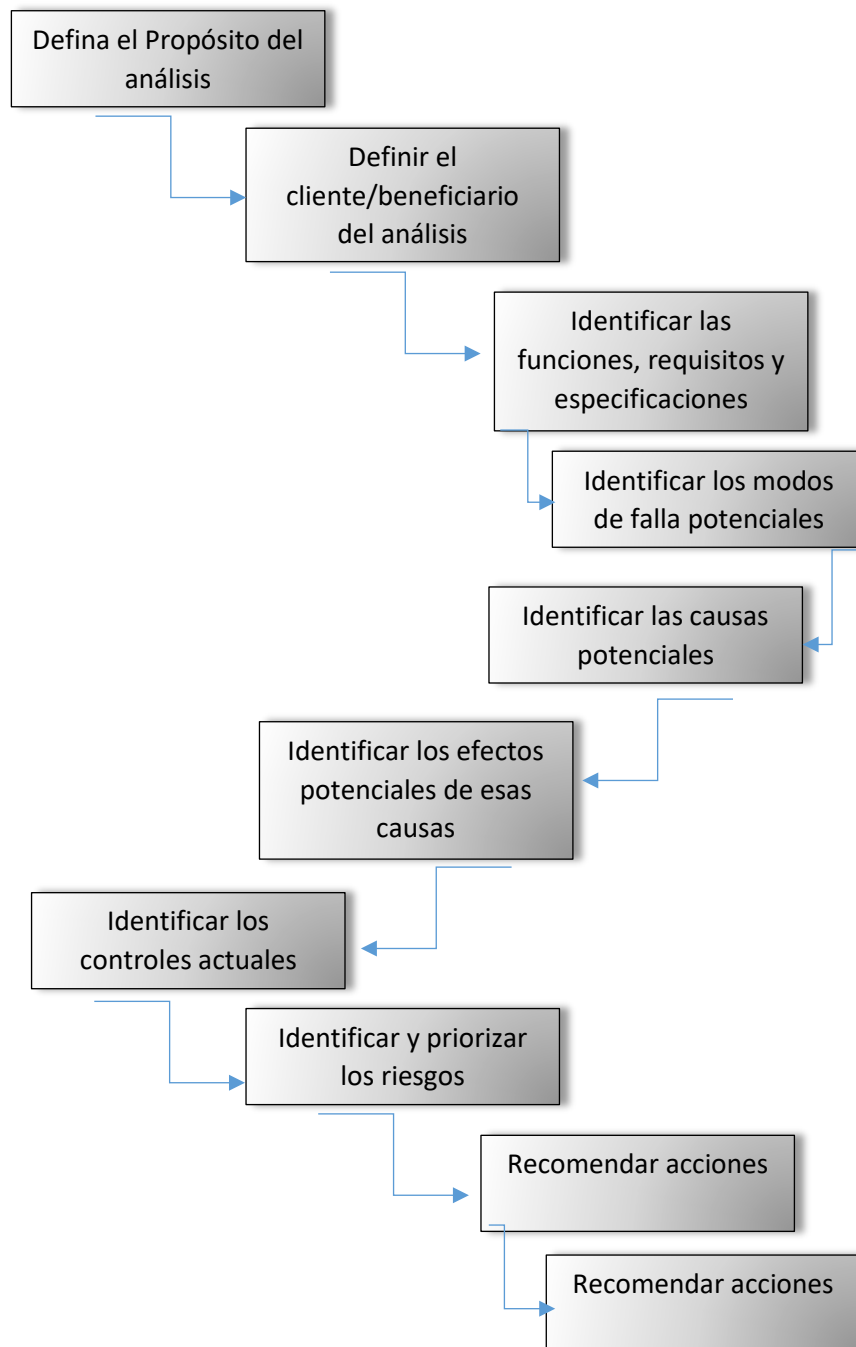 Defina el Propósito del
análisis
Definir el
cliente/beneficiario
del análisis
Identificar las
funciones, requisitos y
especificaciones
Identificar los modos
de falla potenciales
Identificar las causas
potenciales
Identificar los efectos
potenciales de esas
causas
Identificar los
controles actuales
Identificar y priorizar
los riesgos
Recomendar acciones
Recomendar acciones